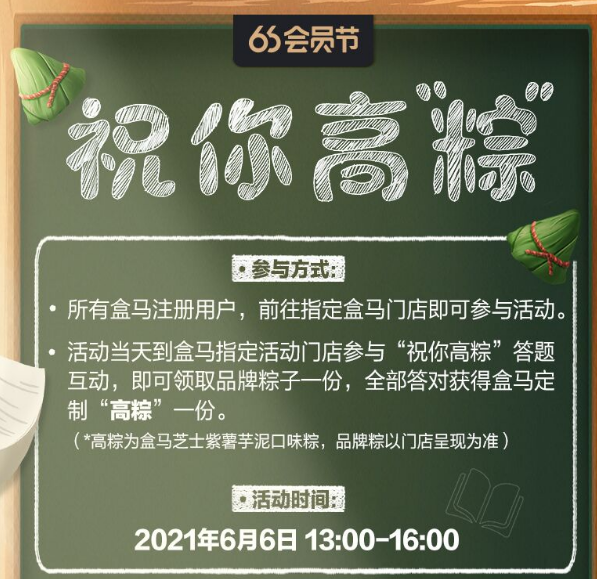 65会员节
祝你高“粽”
·参与方式:
• 所有盒马注册用户，前往指定盒马门店即可参与活动。
• 活动当天到盒马指定活动门店参与“祝你高粽”答题
互动，即可领取品牌粽子一份，全部答对获得盒马定
制“高粽”一份。
（*高粽为盒马芝士紫薯芋泥口味粽，品牌粽以门店呈现为准）
·活动时间:
2021年6月6日 13:00-16:00